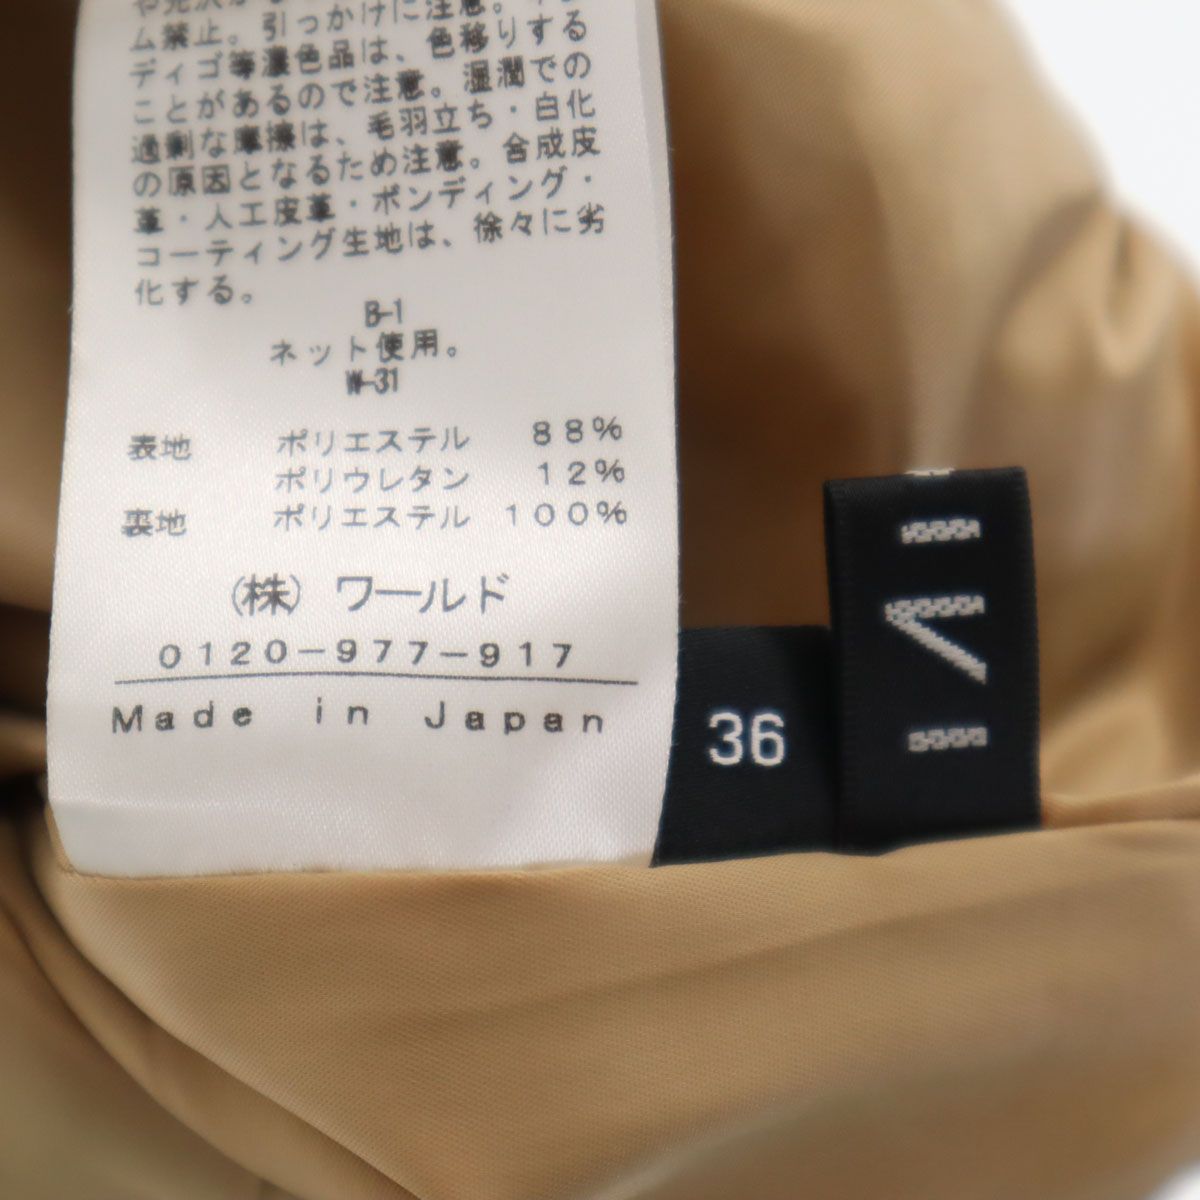 ム禁止。引っかけに注意。
ディゴ等濃色品は、色移りする
ことがあるので注意。湿潤での
過剰な摩擦は、毛羽立ち・白化
の原因となるため注意。合成皮
革・人工皮革・ボンディング・
コーティング生地は、徐々に劣
化する。
B-1
ネット使用。
W-31
表地 ポリエステル 88%
ポリウレタン 12%
裏地 ポリエステル 100%
(株) ワールド
0120-977-917
Made in Japan
36